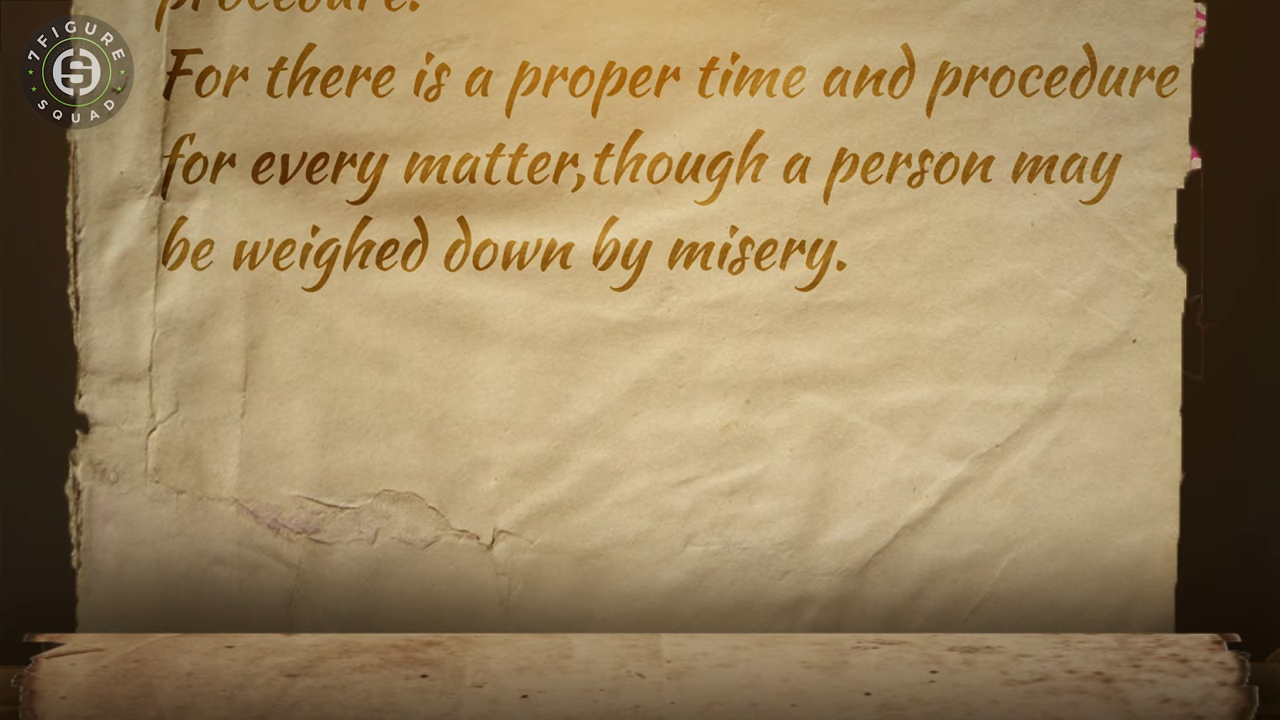 7FIGURE
SQUAD
procedure.
For there is a proper time and procedure
for every matter,though a person may
be weighed down by misery.